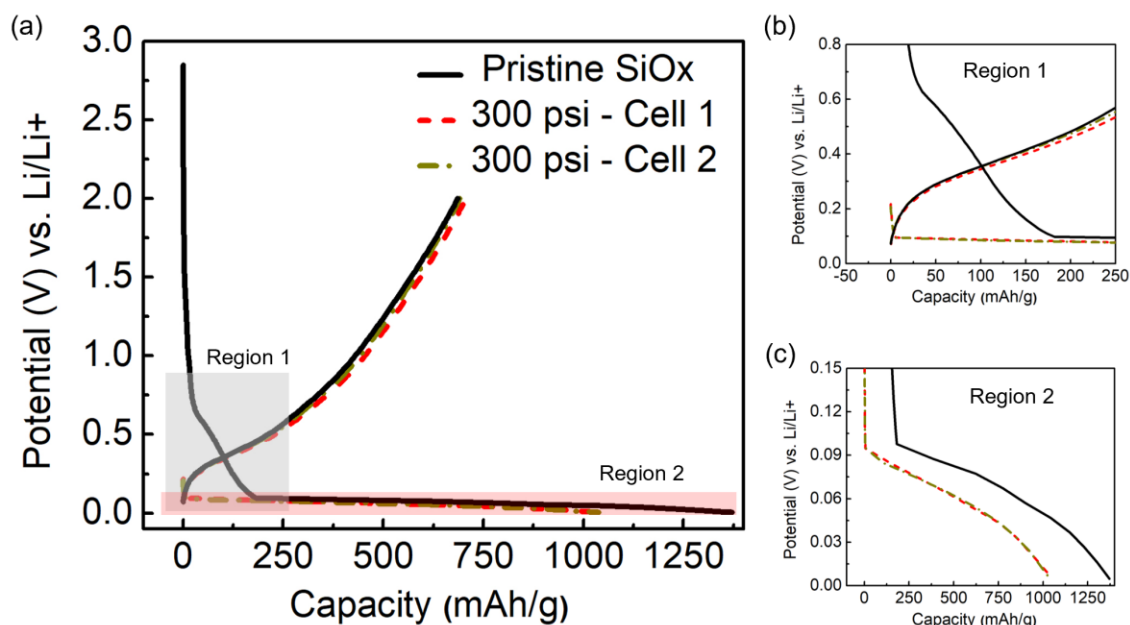 (a)
3.0
2.5
2.0
1.5
1.0
0.5
0.0
Potential (V) vs. Li/Li+
Pristine SiOx
300 psi - Cell 1
300 psi - Cell 2
Region 1
Region 2
0 250 500 750 1000 1250
Capacity (mAh/g)
(b)
0.8
0.6
0.4
0.2
0.0
Potential (V) vs. Li/Li+
Region 1
-50 0 50 100 150 200 250
Capacity (mAh/g)
(c)
0.15
0.12
0.09
0.06
0.03
0.00
Potential (V) vs. Li/Li+
Region 2
0 250 500 750 1000 1250
Capacity (mAh/g)